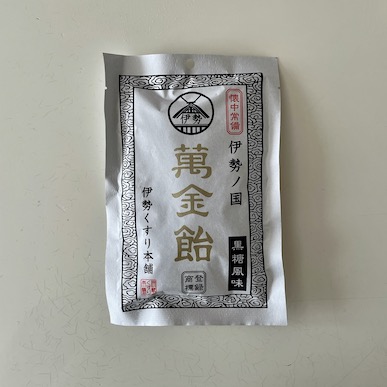 懐中常備
伊勢ノ国
黒糖風味
伊勢
萬金飴
登録商標
伊勢くすり本舗